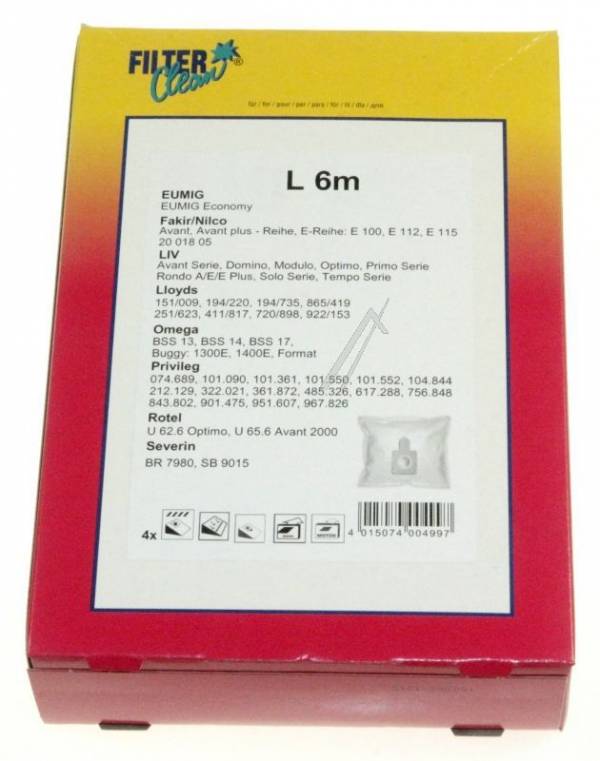 FILTER
Clean ®
für / for / pour / per / para / för / til / dla / для
L 6m
EUMIG
EUMIG Economy
Fakir/Nilco
Avant, Avant plus - Reihe, E-Reihe: E 100, E 112, E 115
20 018 05
LIV
Avant Serie, Domino, Modulo, Optimo, Primo Serie
Rondo A/E/E Plus, Solo Serie, Tempo Serie
Lloyds
151/009, 194/220, 194/735, 865/419
251/623, 411/817, 720/898, 922/153
Omega
BSS 13, BSS 14, BSS 17,
Buggy: 1300E, 1400E, Format
Privileg
074.689, 101.090, 101.361, 101.550, 101.552, 104.844
212.129, 322.021, 361.872, 485.326, 617.288, 756.848
843.802, 901.475, 951.607, 967.826
Rotel
U 62.6 Optimo, U 65.6 Avant 2000
Severin
BR 7980, SB 9015
4x
MOTOR
4 015074 004997